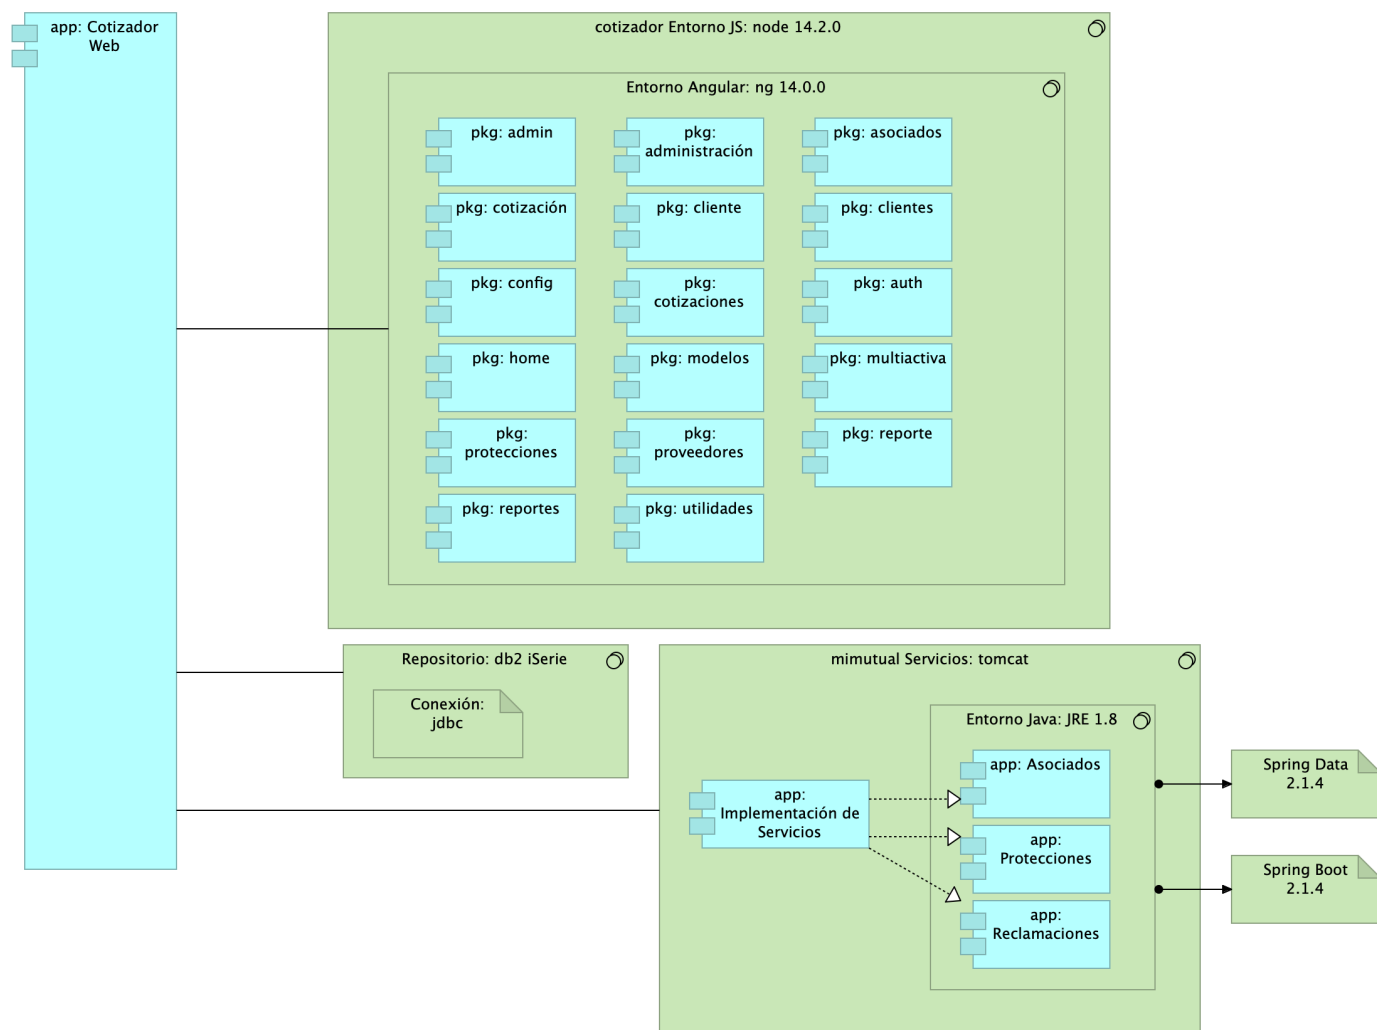 app: Cotizador
Web
cotizador Entorno JS: node 14.2.0
Entorno Angular: ng 14.0.0
pkg: admin
pkg:
administración
pkg: asociados
pkg: cotización
pkg: cliente
pkg: clientes
pkg: config
pkg:
cotizaciones
pkg: auth
pkg: home
pkg: modelos
pkg: multiactiva
pkg:
protecciones
pkg:
proveedores
pkg: reporte
pkg: reportes
pkg: utilidades
Repositorio: db2 iSerie
Conexión:
jdbc
mimutual Servicios: tomcat
Entorno Java: JRE 1.8
app:
Implementación de
Servicios
app: Asociados
app:
Protecciones
app:
Reclamaciones
Spring Data
2.1.4
Spring Boot
2.1.4